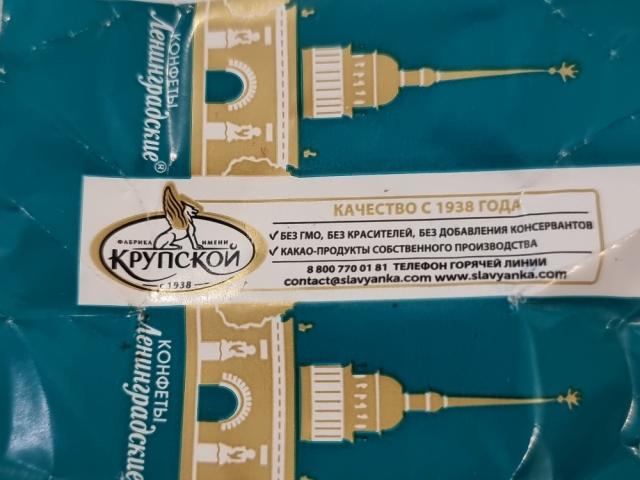 КОНФЕТЫ
Ленинградские®
ФАБРИКА ИМЕНИ
КРУПСКОЙ
С 1938
КАЧЕСТВО С 1938 ГОДА
✓ БЕЗ ГМО, БЕЗ КРАСИТЕЛЕЙ, БЕЗ ДОБАВЛЕНИЯ КОНСЕРВАНТОВ
✓ КАКАО-ПРОДУКТЫ СОБСТВЕННОГО ПРОИЗВОДСТВА
8 800 770 01 81 ТЕЛЕФОН ГОРЯЧЕЙ ЛИНИИ
contact@slavyanka.com www.slavyanka.com
КОНФЕТЫ
Ленинградские